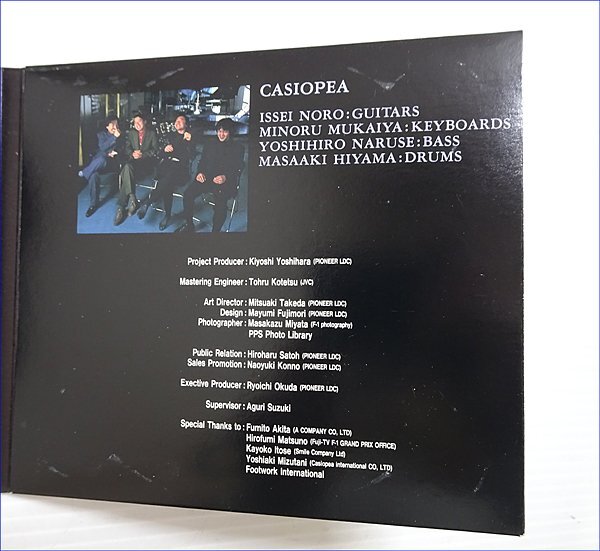 CASIOPEA
ISSEI NORO:GUITARS
MINORU MUKAIYA:KEYBOARDS
YOSHIHIRO NARUSE:BASS
MASAAKI HIYAMA:DRUMS
Project Producer : Kiyoshi Yoshihara (PIONEER LDC)
Mastering Engineer : Tohru Kotetsu (JVC)
Art Director : Mitsuaki Takeda (PIONEER LDC)
Design : Mayumi Fujimori (PIONEER LDC)
Photographer : Masakazu Miyata (F-1 photography)
PPS Photo Library
Public Relation : Hiroharu Satoh (PIONEER LDC)
Sales Promotion : Naoyuki Konno (PIONEER LDC)
Exective Producer : Ryoichi Okuda (PIONEER LDC)
Supervisor : Aguri Suzuki
Special Thanks to : Fumito Akita (A COMPANY CO, LTD)
Hirofumi Matsuno (Fuji-TV F-1 GRAND PRIX OFFICE)
Kayoko Itose (Smile Company Ltd)
Yoshiaki Mizutani (Casiopea International CO, LTD)
Footwork International